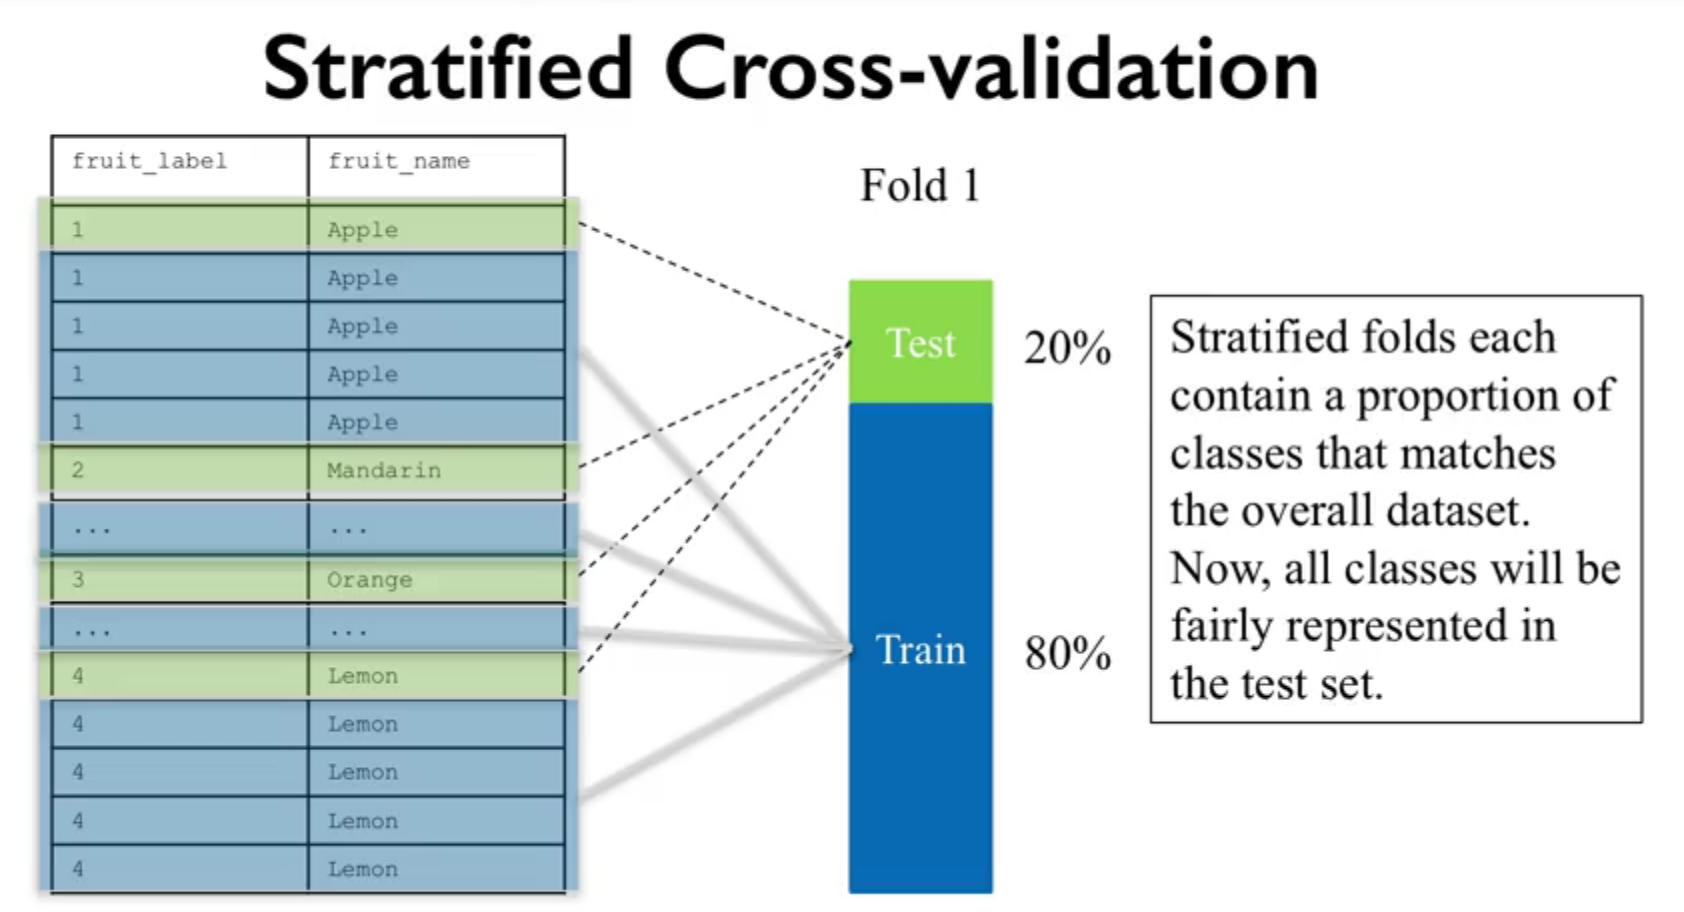 Stratified Cross-validation
fruit_label fruit_name
1 Apple
1 Apple
1 Apple
1 Apple
1 Apple
2 Mandarin
... ...
3 Orange
... ...
4 Lemon
4 Lemon
4 Lemon
4 Lemon
4 Lemon
Fold 1
Test 20%
Train 80%
Stratified folds each
contain a proportion of
classes that matches
the overall dataset.
Now, all classes will be
fairly represented in
the test set.